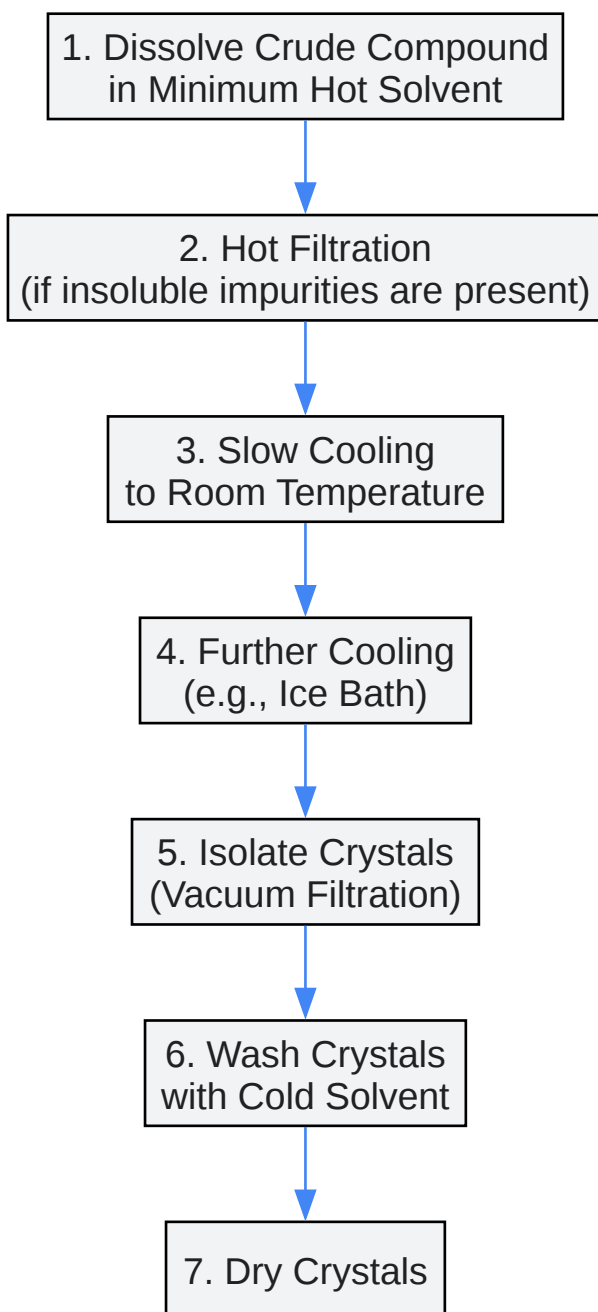 1. Dissolve Crude Compound
in Minimum Hot Solvent
2. Hot Filtration
(if insoluble impurities are present)
3. Slow Cooling
to Room Temperature
4. Further Cooling
(e.g., Ice Bath)
5. Isolate Crystals
(Vacuum Filtration)
6. Wash Crystals
with Cold Solvent
7. Dry Crystals